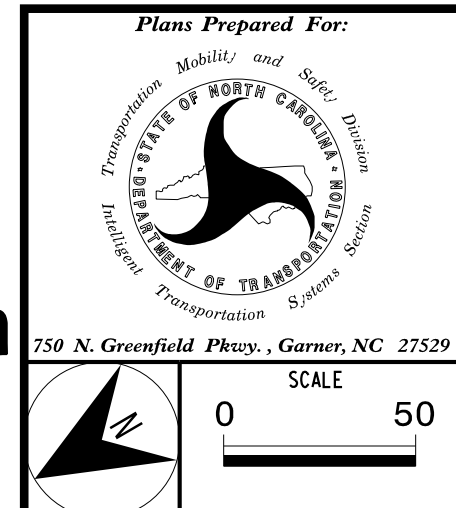 Plans Prepared For:
Transportation Mobility and Safety Division
STATE OF NORTH CAROLINA
DEPARTMENT OF TRANSPORTATION
Intelligent Transportation Systems Section
750 N. Greenfield Pkwy. , Garner, NC 27529
N
SCALE
0 50